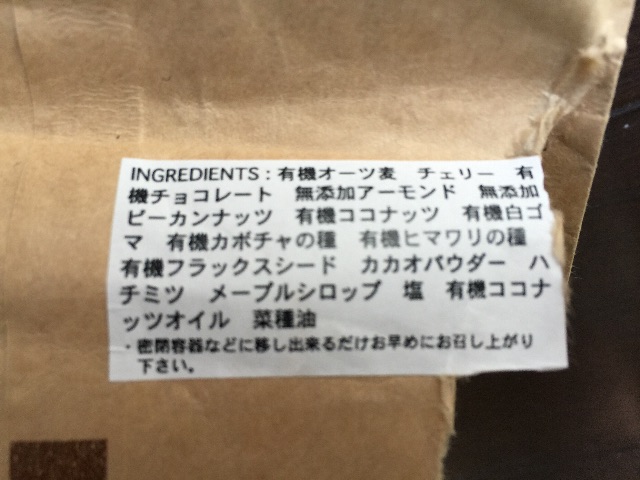 INGREDIENTS：有機オーツ麦　チェリー　有
機チョコレート　無添加アーモンド　無添加
ピーカンナッツ　有機ココナッツ　有機白ゴ
マ　有機カボチャの種　有機ヒマワリの種
有機フラックスシード　カカオパウダー　ハ
チミツ　メープルシロップ　塩　有機ココナ
ッツオイル　菜種油
・密閉容器などに移し出来るだけお早めにお召し上がり
下さい。